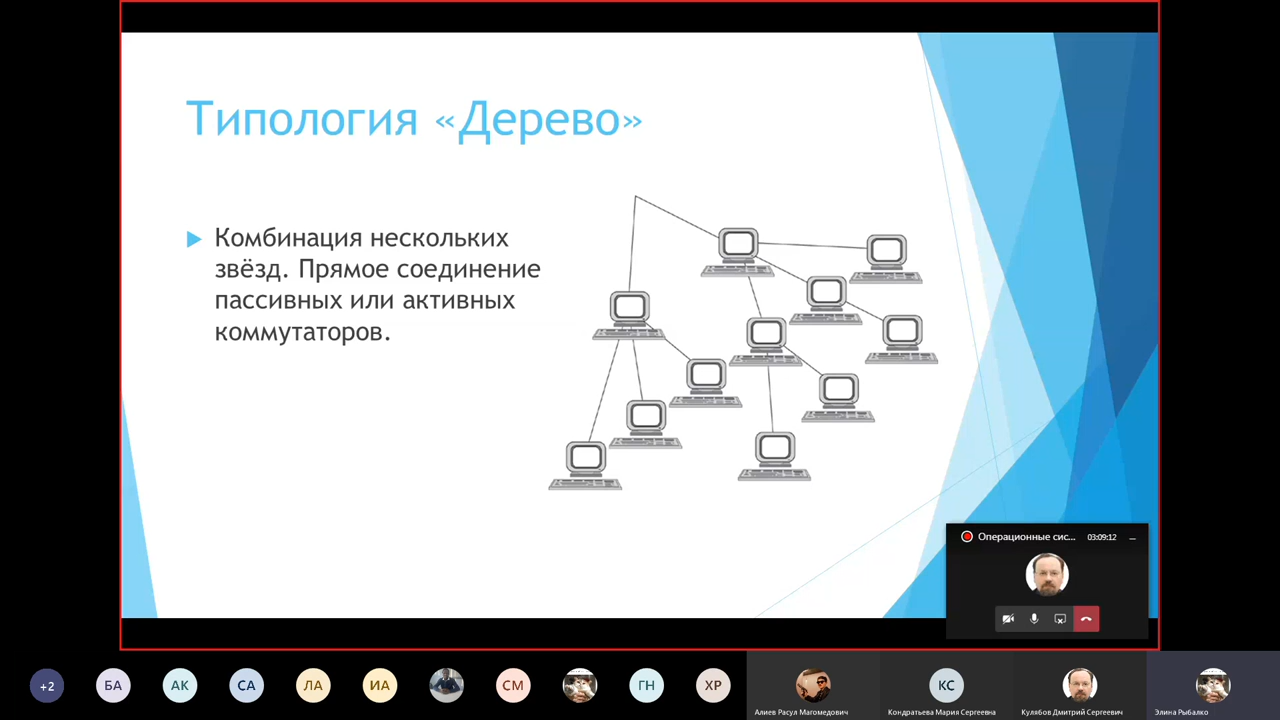 Типология «Дерево»
Комбинация нескольких
звёзд. Прямое соединение
пассивных или активных
коммутаторов.
Операционные сис...
03:09:12
+2
БА
АК
СА
ЛА
ИА
СМ
ГН
ХР
КС
Алиев Расул Магомедович
Кондратьева Мария Сергеевна
Кулябов Дмитрий Сергеевич
Элина Рыбалко